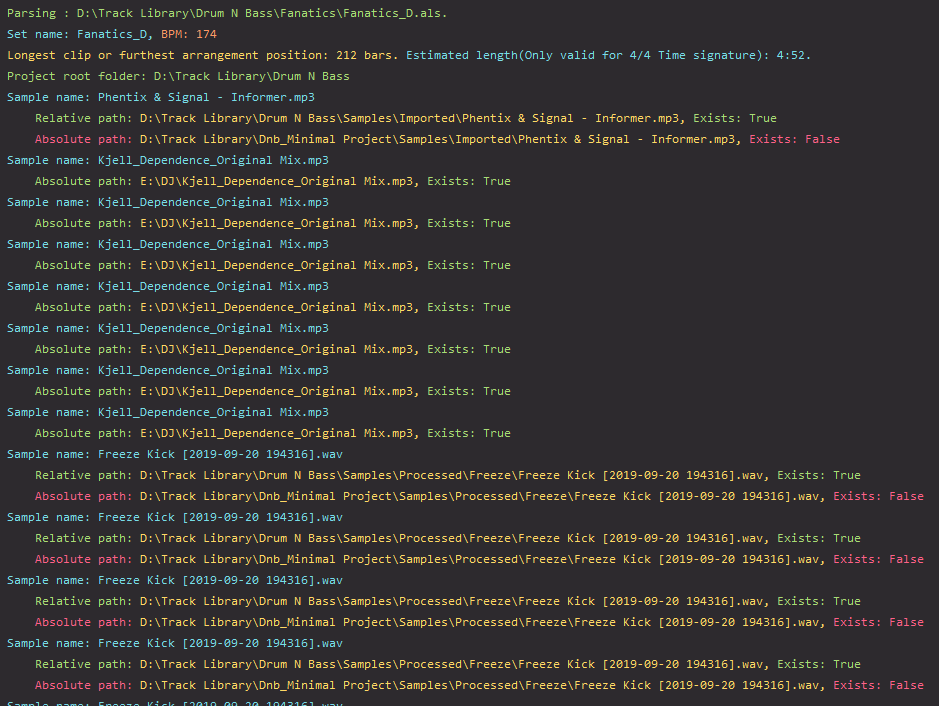 Parsing : D:\Track Library\Drum N Bass\Fanatics\Fanatics_D.als.
Set name: Fanatics_D, BPM: 174
Longest clip or furthest arrangement position: 212 bars. Estimated length(Only valid for 4/4 Time signature): 4:52.
Project root folder: D:\Track Library\Drum N Bass
Sample name: Phentix & Signal - Informer.mp3
Relative path: D:\Track Library\Drum N Bass\Samples\Imported\Phentix & Signal - Informer.mp3, Exists: True
Absolute path: D:\Track Library\Dnb_Minimal Project\Samples\Imported\Phentix & Signal - Informer.mp3, Exists: False
Sample name: Kjell_Dependence_Original Mix.mp3
Absolute path: E:\DJ\Kjell_Dependence_Original Mix.mp3, Exists: True
Sample name: Kjell_Dependence_Original Mix.mp3
Absolute path: E:\DJ\Kjell_Dependence_Original Mix.mp3, Exists: True
Sample name: Kjell_Dependence_Original Mix.mp3
Absolute path: E:\DJ\Kjell_Dependence_Original Mix.mp3, Exists: True
Sample name: Kjell_Dependence_Original Mix.mp3
Absolute path: E:\DJ\Kjell_Dependence_Original Mix.mp3, Exists: True
Sample name: Kjell_Dependence_Original Mix.mp3
Absolute path: E:\DJ\Kjell_Dependence_Original Mix.mp3, Exists: True
Sample name: Kjell_Dependence_Original Mix.mp3
Absolute path: E:\DJ\Kjell_Dependence_Original Mix.mp3, Exists: True
Sample name: Kjell_Dependence_Original Mix.mp3
Absolute path: E:\DJ\Kjell_Dependence_Original Mix.mp3, Exists: True
Sample name: Freeze Kick [2019-09-20 194316].wav
Relative path: D:\Track Library\Drum N Bass\Samples\Processed\Freeze\Freeze Kick [2019-09-20 194316].wav, Exists: True
Absolute path: D:\Track Library\Dnb_Minimal Project\Samples\Processed\Freeze\Freeze Kick [2019-09-20 194316].wav, Exists: False
Sample name: Freeze Kick [2019-09-20 194316].wav
Relative path: D:\Track Library\Drum N Bass\Samples\Processed\Freeze\Freeze Kick [2019-09-20 194316].wav, Exists: True
Absolute path: D:\Track Library\Dnb_Minimal Project\Samples\Processed\Freeze\Freeze Kick [2019-09-20 194316].wav, Exists: False
Sample name: Freeze Kick [2019-09-20 194316].wav
Relative path: D:\Track Library\Drum N Bass\Samples\Processed\Freeze\Freeze Kick [2019-09-20 194316].wav, Exists: True
Absolute path: D:\Track Library\Dnb_Minimal Project\Samples\Processed\Freeze\Freeze Kick [2019-09-20 194316].wav, Exists: False
Sample name: Freeze Kick [2019-09-20 194316].wav
Relative path: D:\Track Library\Drum N Bass\Samples\Processed\Freeze\Freeze Kick [2019-09-20 194316].wav, Exists: True
Absolute path: D:\Track Library\Dnb_Minimal Project\Samples\Processed\Freeze\Freeze Kick [2019-09-20 194316].wav, Exists: False
Sample name: Freeze Kick [2019-09-20 194316].wav